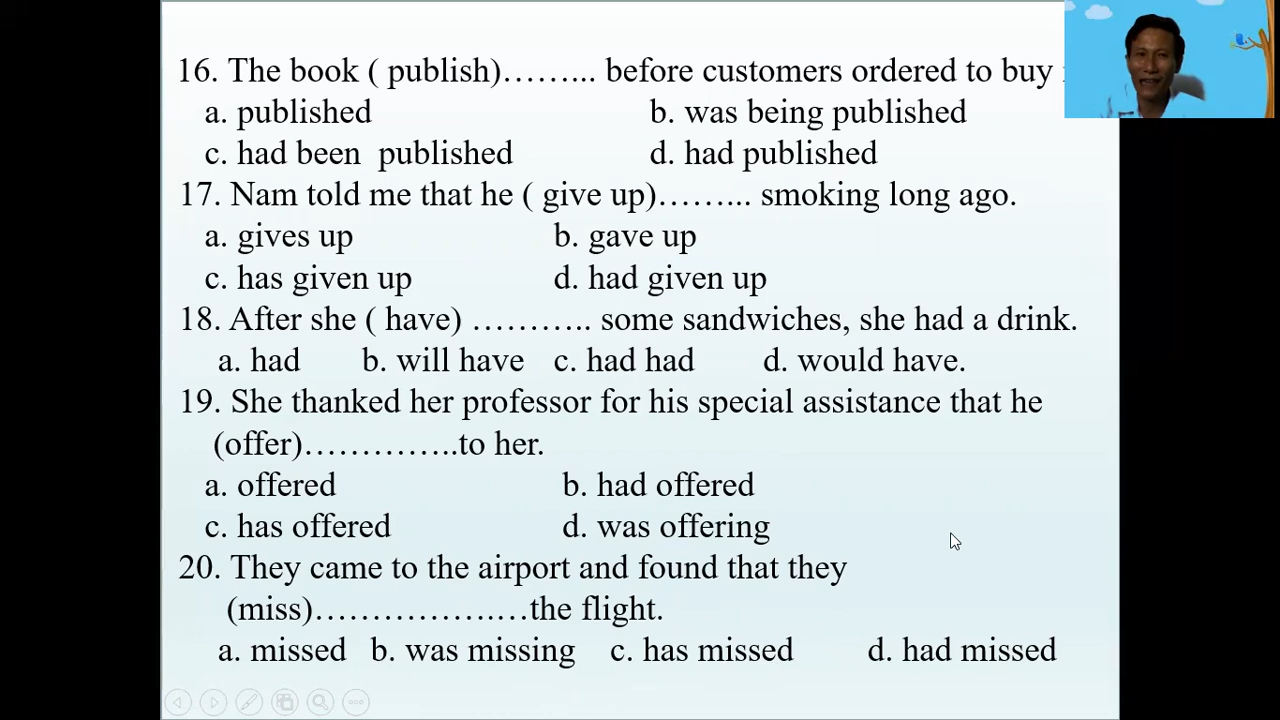 16. The book ( publish)……... before customers ordered to buy
a. published b. was being published
c. had been published d. had published
17. Nam told me that he ( give up)……... smoking long ago.
a. gives up b. gave up
c. has given up d. had given up
18. After she ( have) ……….. some sandwiches, she had a drink.
a. had b. will have c. had had d. would have.
19. She thanked her professor for his special assistance that he
(offer)…………..to her.
a. offered b. had offered
c. has offered d. was offering
20. They came to the airport and found that they
(miss)…………….…the flight.
a. missed b. was missing c. has missed d. had missed